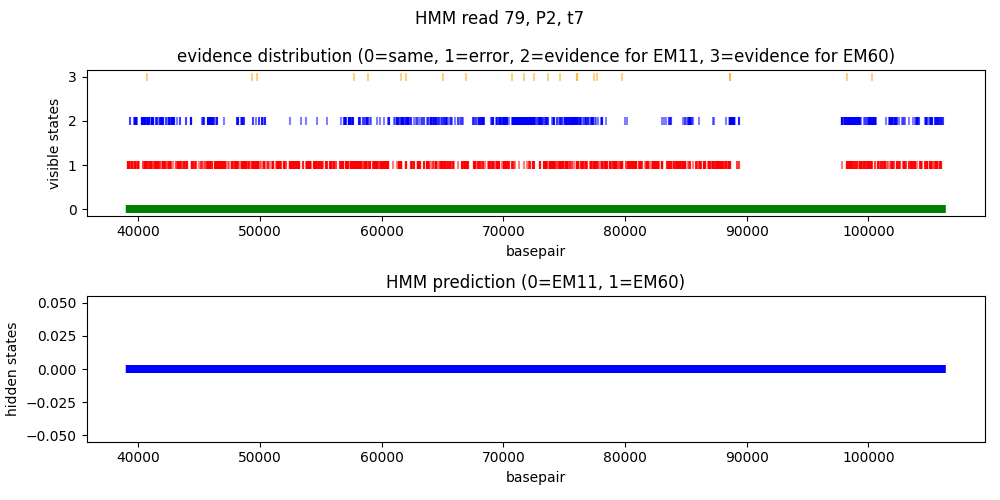 HMM read 79, P2, t7
evidence distribution (0=same, 1=error, 2=evidence for EM11, 3=evidence for EM60)
visible states
3
2
1
0
40000 50000 60000 70000 80000 90000 100000
basepair
HMM prediction (0=EM11, 1=EM60)
hidden states
0.050
0.025
0.000
−0.025
−0.050
40000 50000 60000 70000 80000 90000 100000
basepair